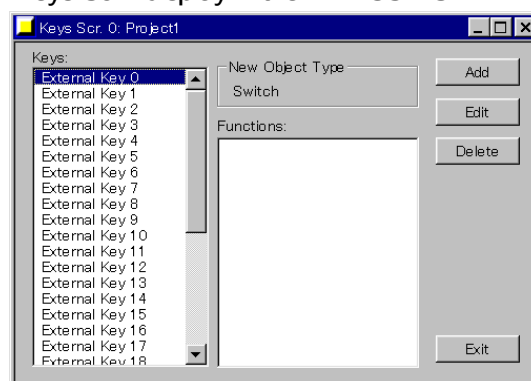 Keys Scr. 0: Project1
Keys:
External Key 0
External Key 1
External Key 2
External Key 3
External Key 4
External Key 5
External Key 6
External Key 7
External Key 8
External Key 9
External Key 10
External Key 11
External Key 12
External Key 13
External Key 14
External Key 15
External Key 16
External Key 17
External Key 18
New Object Type
Switch
Functions:
Add
Edit
Delete
Exit